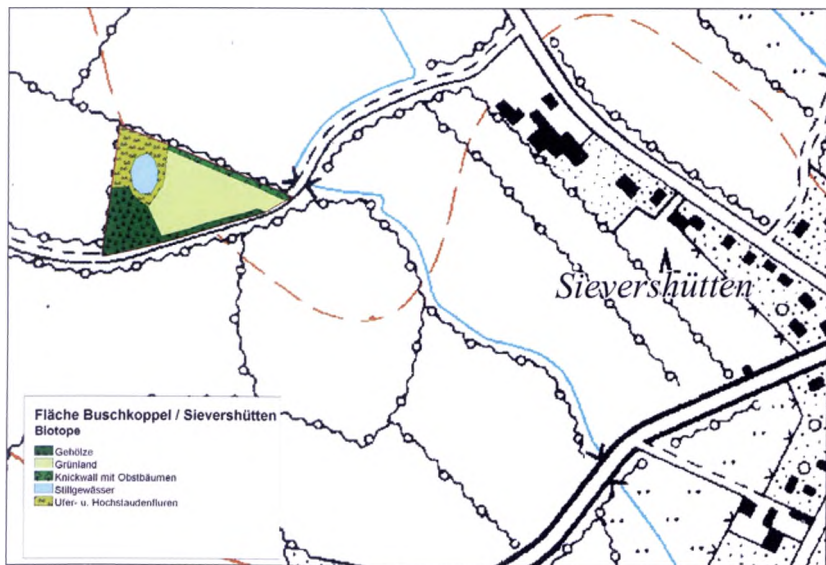 Sievershütten
Fläche Buschkoppel / Sievershütten
Biotope
Gehölze
Grünland
Knickwall mit Obstbäumen
Stillgewässer
Ufer- u. Hochstaudenfluren